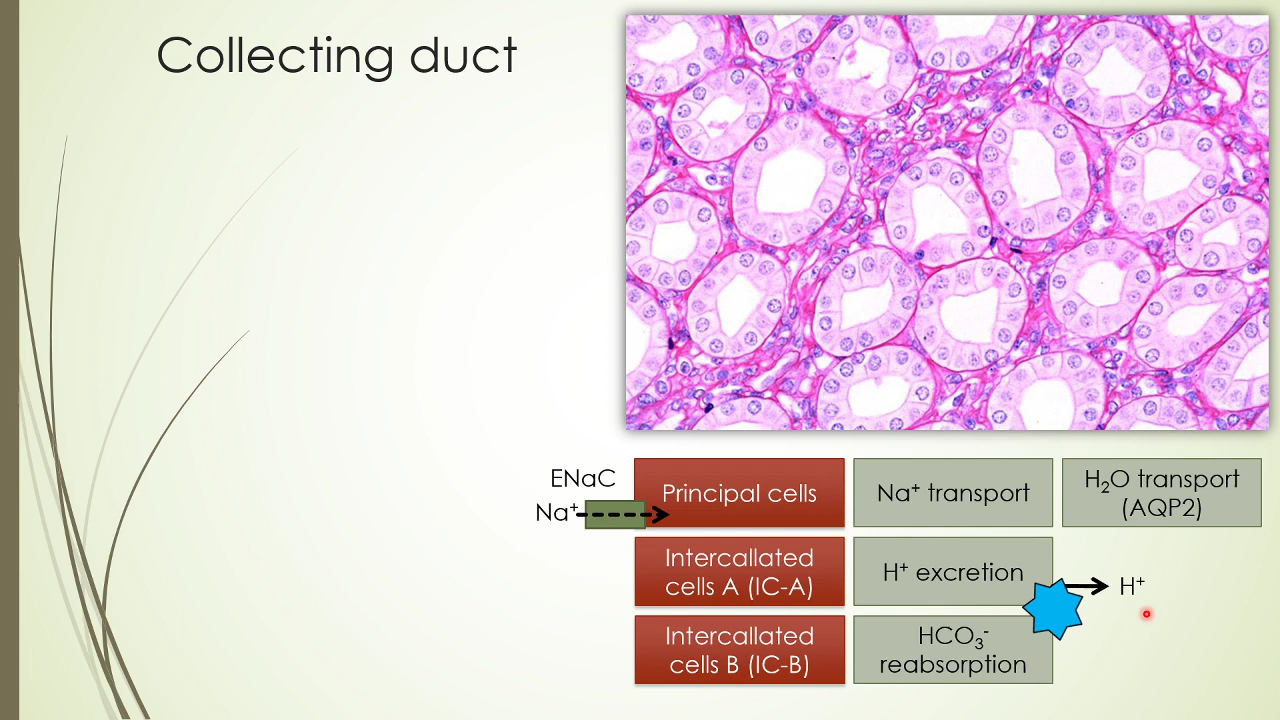 Collecting duct
ENaC
Na⁺
Principal cells
Na⁺ transport
H₂O transport
(AQP2)
Intercallated
cells A (IC-A)
H⁺ excretion
H⁺
Intercallated
cells B (IC-B)
HCO₃⁻
reabsorption